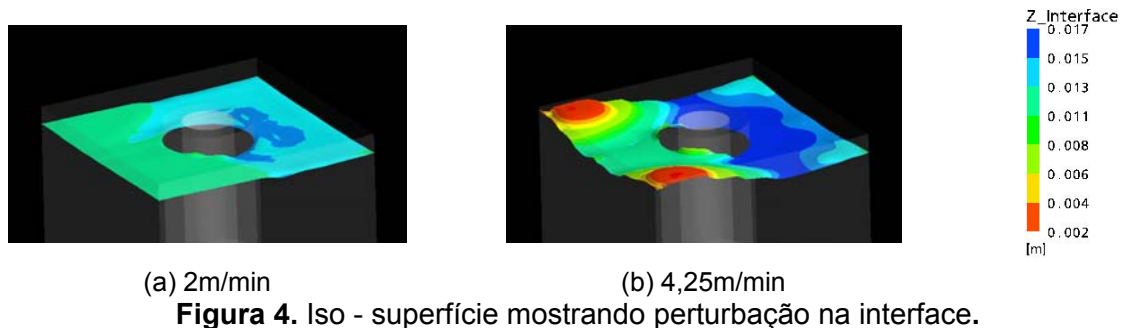 Z_Interface
0.017
0.015
0.013
0.011
0.008
0.006
0.004
0.002
[m]
(a) 2m/min
(b) 4,25m/min
Figura 4. Iso - superfície mostrando perturbação na interface.